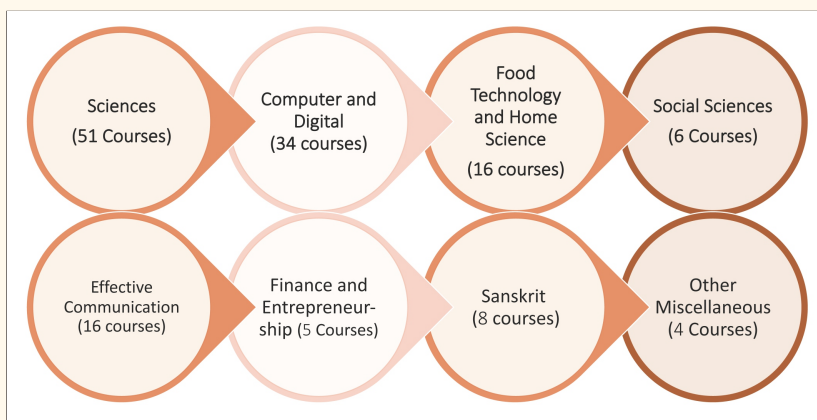 Sciences
(51 Courses)
Computer and
Digital
(34 courses)
Food
Technology
and Home
Science
(16 courses)
Social Sciences
(6 Courses)
Effective
Communication
(16 courses)
Finance and
Entrepreneur-
ship (5 Courses)
Sanskrit
(8 courses)
Other
Miscellaneous
(4 Courses)